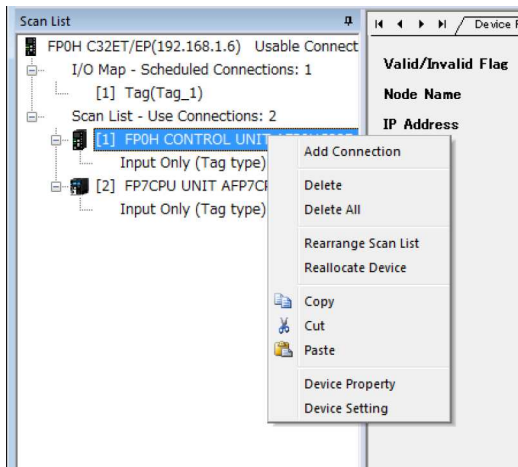 Scan List
FP0H C32ET/EP(192.168.1.6) Usable Connect
I/O Map - Scheduled Connections: 1
[1] Tag(Tag_1)
Scan List - Use Connections: 2
[1] FP0H CONTROL UNIT
Input Only (Tag type)
[2] FP7CPU UNIT AFP7CP
Input Only (Tag type)
Add Connection
Delete
Delete All
Rearrange Scan List
Reallocate Device
Copy
Cut
Paste
Device Property
Device Setting
Device
Valid/Invalid Flag
Node Name
IP Address